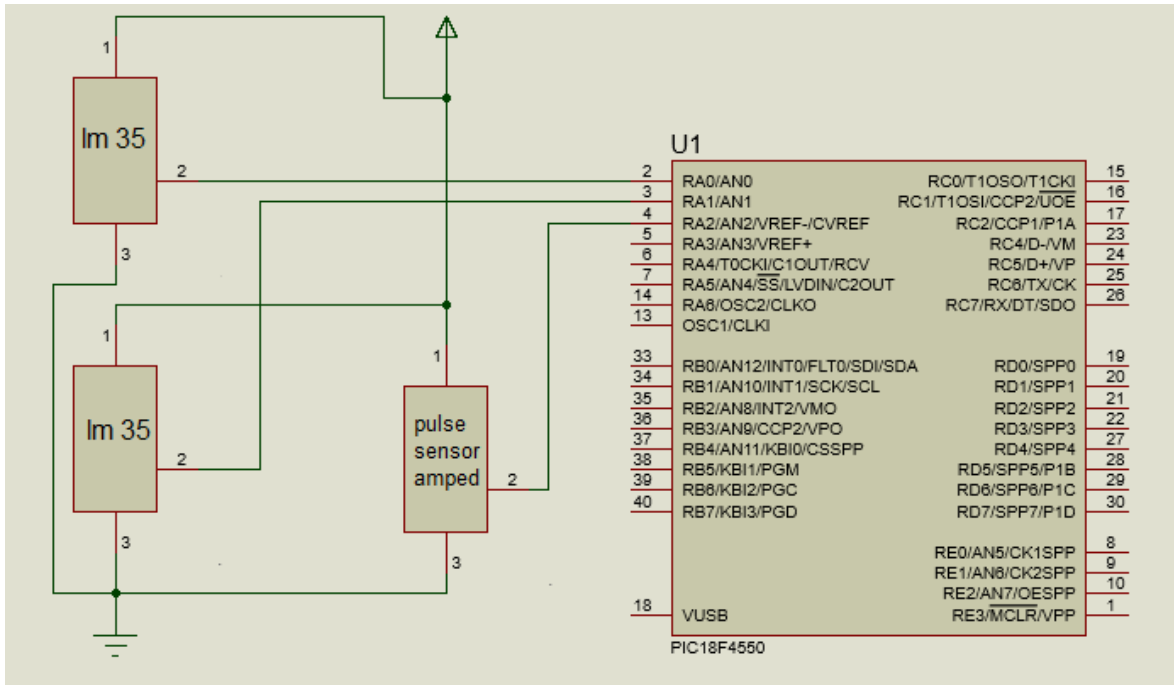 1
lm 35
2
3
1
lm 35
2
3
1
pulse
sensor
amped
2
3
U1
2 RA0/AN0 RC0/T1OSO/T1CKI 15
3 RA1/AN1 RC1/T1OSI/CCP2/UOE 16
4 RA2/AN2/VREF-/CVREF RC2/CCP1/P1A 17
5 RA3/AN3/VREF+ RC4/D-/VM 23
6 RA4/T0CKI/C1OUT/RCV RC5/D+/VP 24
7 RA5/AN4/SS/LVDIN/C2OUT RC6/TX/CK 25
14 RA6/OSC2/CLKO RC7/RX/DT/SDO 26
13 OSC1/CLKI
33 RB0/AN12/INT0/FLT0/SDI/SDA RD0/SPP0 19
34 RB1/AN10/INT1/SCK/SCL RD1/SPP1 20
35 RB2/AN8/INT2/VMO RD2/SPP2 21
36 RB3/AN9/CCP2/VPO RD3/SPP3 22
37 RB4/AN11/KBI0/CSSPP RD4/SPP4 27
38 RB5/KBI1/PGM RD5/SPP5/P1B 28
39 RB6/KBI2/PGC RD6/SPP6/P1C 29
40 RB7/KBI3/PGD RD7/SPP7/P1D 30
RE0/AN5/CK1SPP 8
RE1/AN6/CK2SPP 9
RE2/AN7/OESPP 10
18 VUSB RE3/MCLR/VPP 1
PIC18F4550